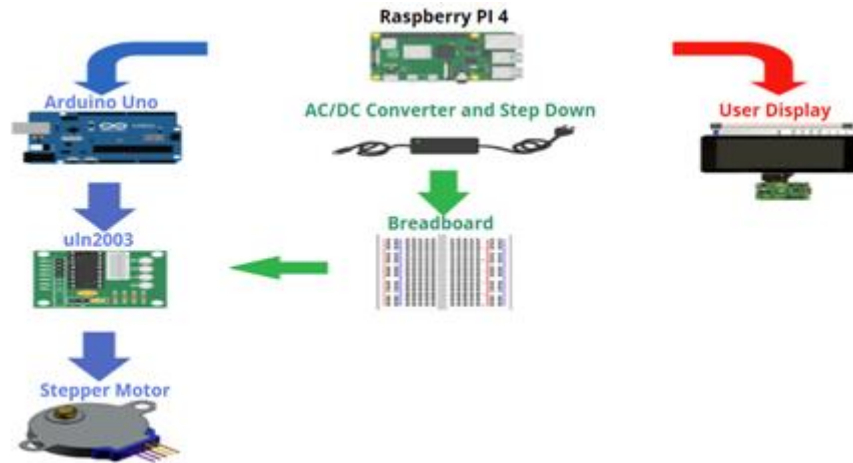 Raspberry PI 4
Arduino Uno
AC/DC Converter and Step Down
User Display
uln2003
Breadboard
Stepper Motor